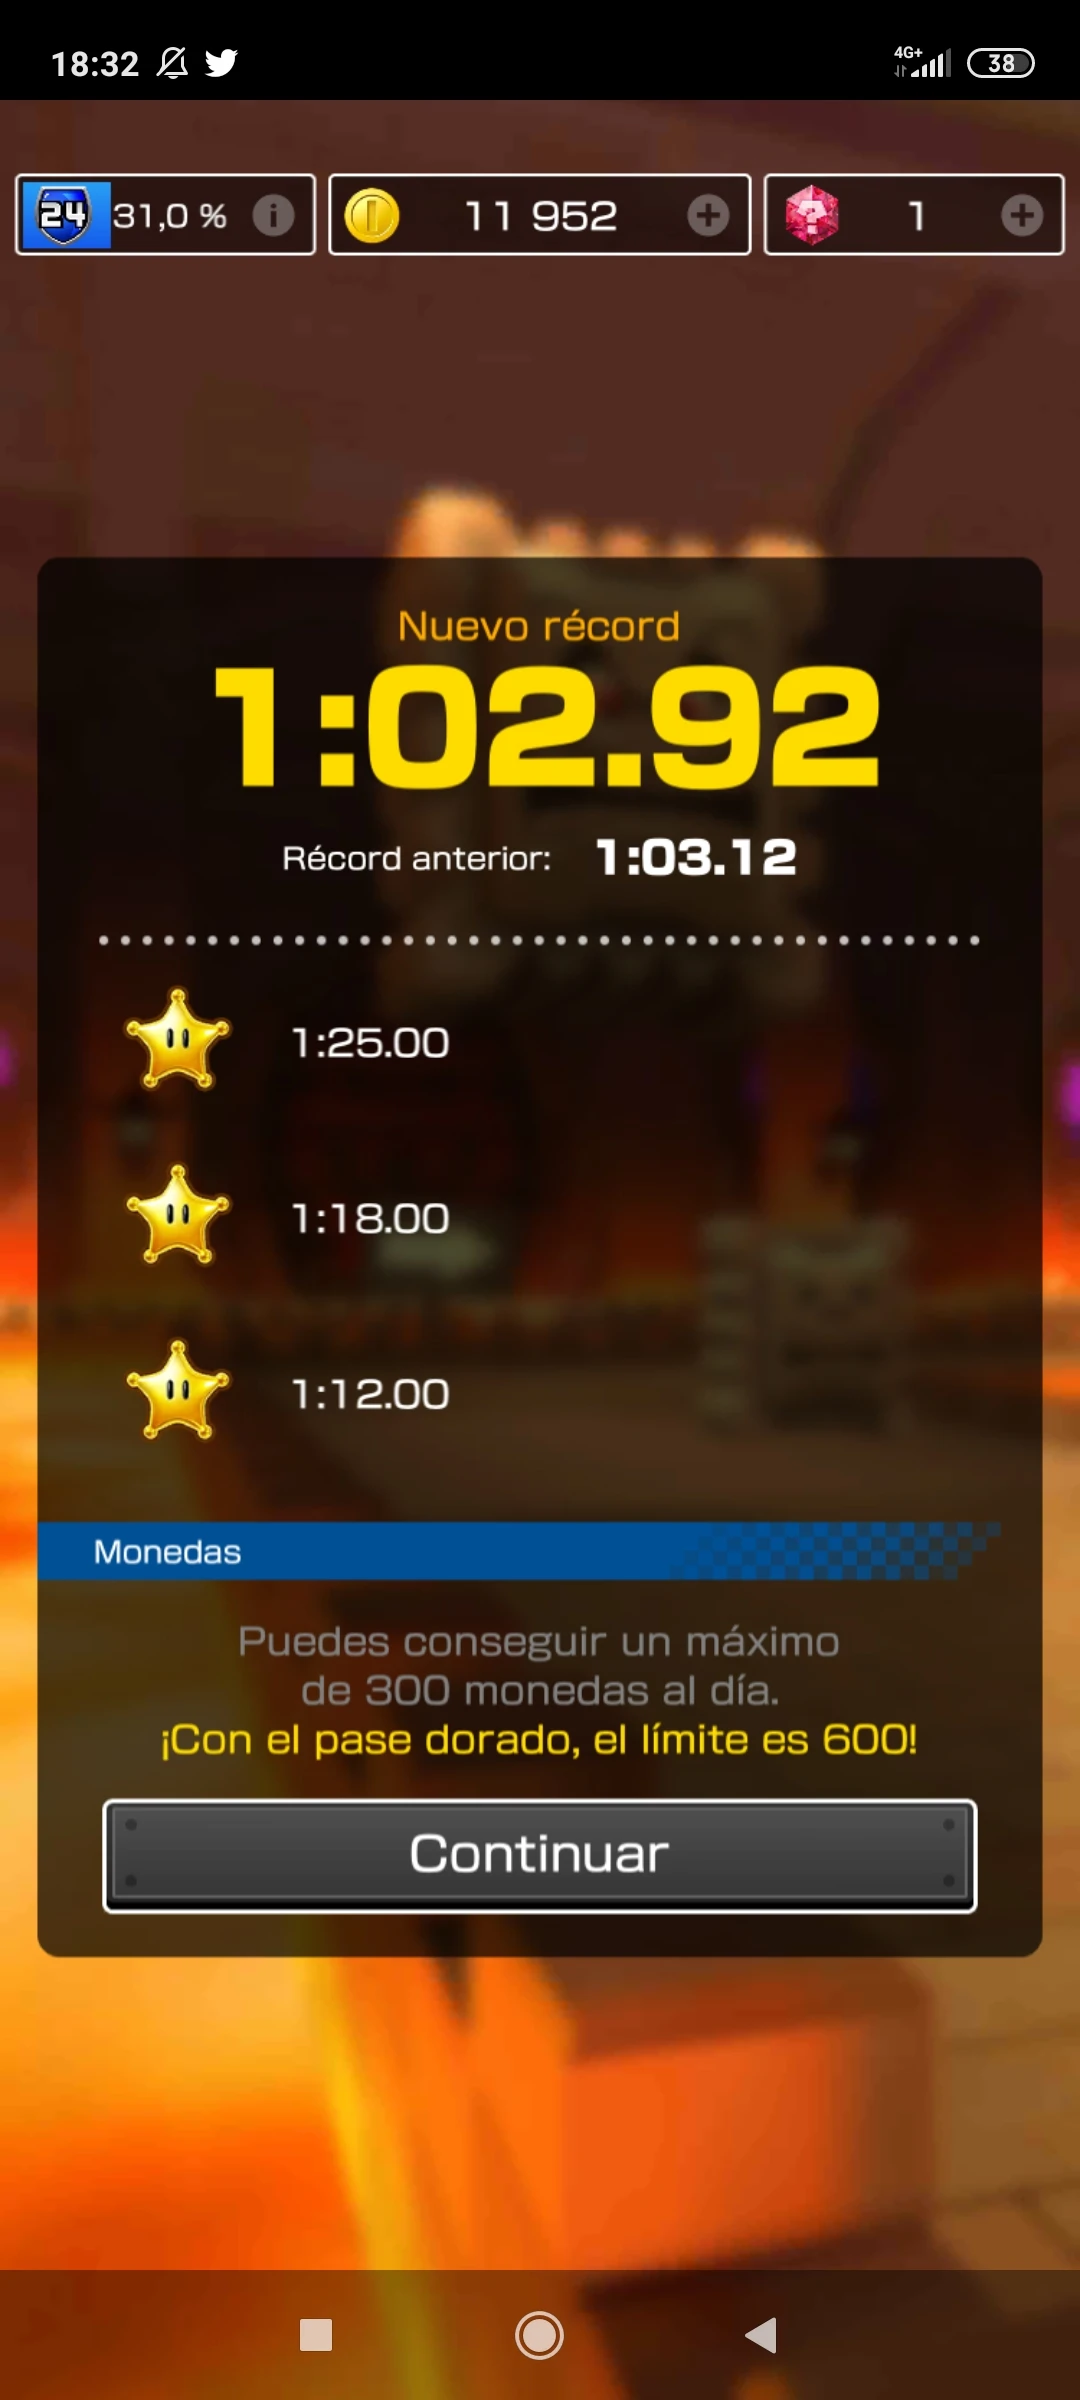 18:32 4G+ 38
24 31,0 % i 11 952 + ? 1 +
Nuevo récord
1:02.92
Récord anterior: 1:03.12
1:25.00
1:18.00
1:12.00
Monedas
Puedes conseguir un máximo
de 300 monedas al día.
¡Con el pase dorado, el límite es 600!
Continuar